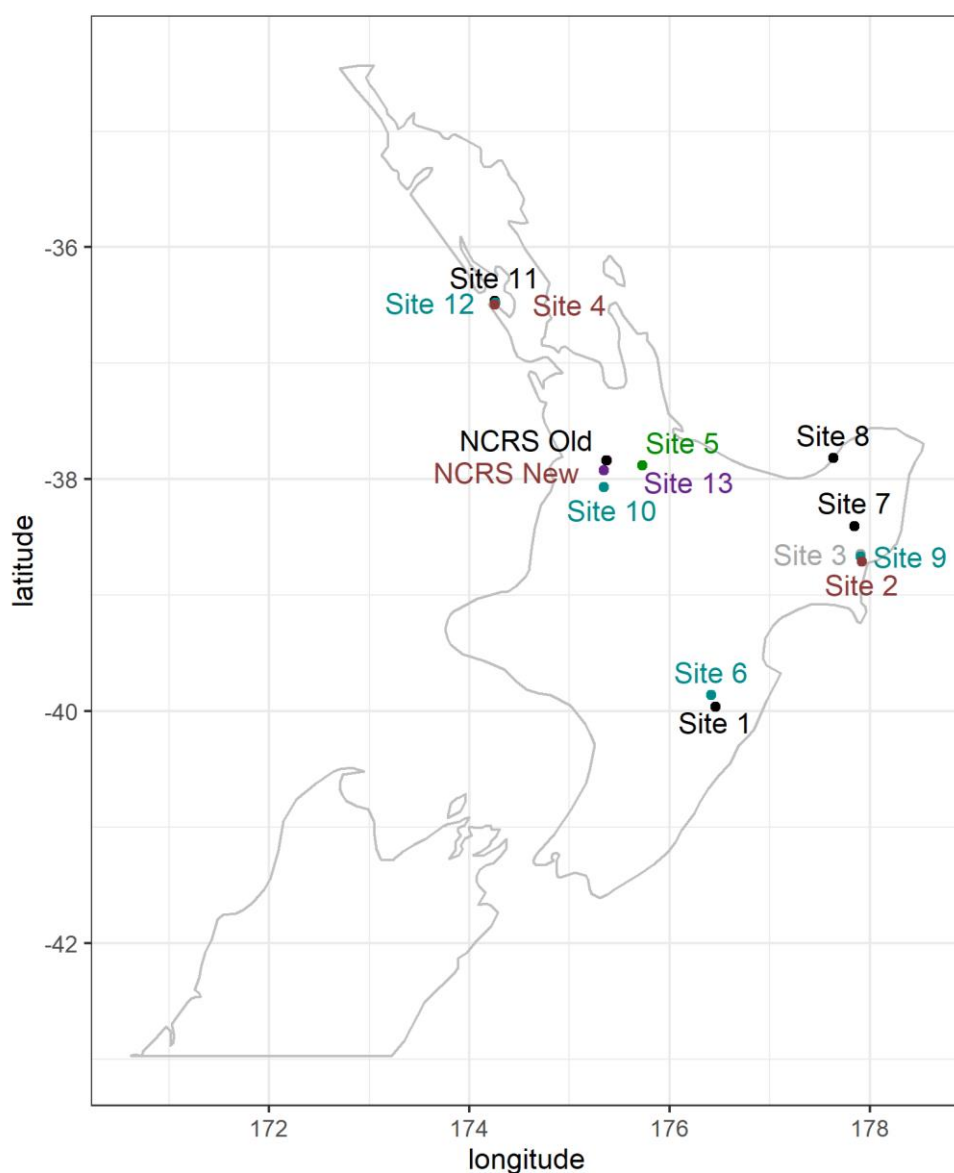 -36
Site 11
Site 12
Site 4
NCRS Old
Site 5
Site 8
NCRS New
-38
Site 13
Site 10
Site 7
Site 3
Site 9
Site 2
latitude
Site 6
-40
Site 1
-42
172
174
176
178
longitude